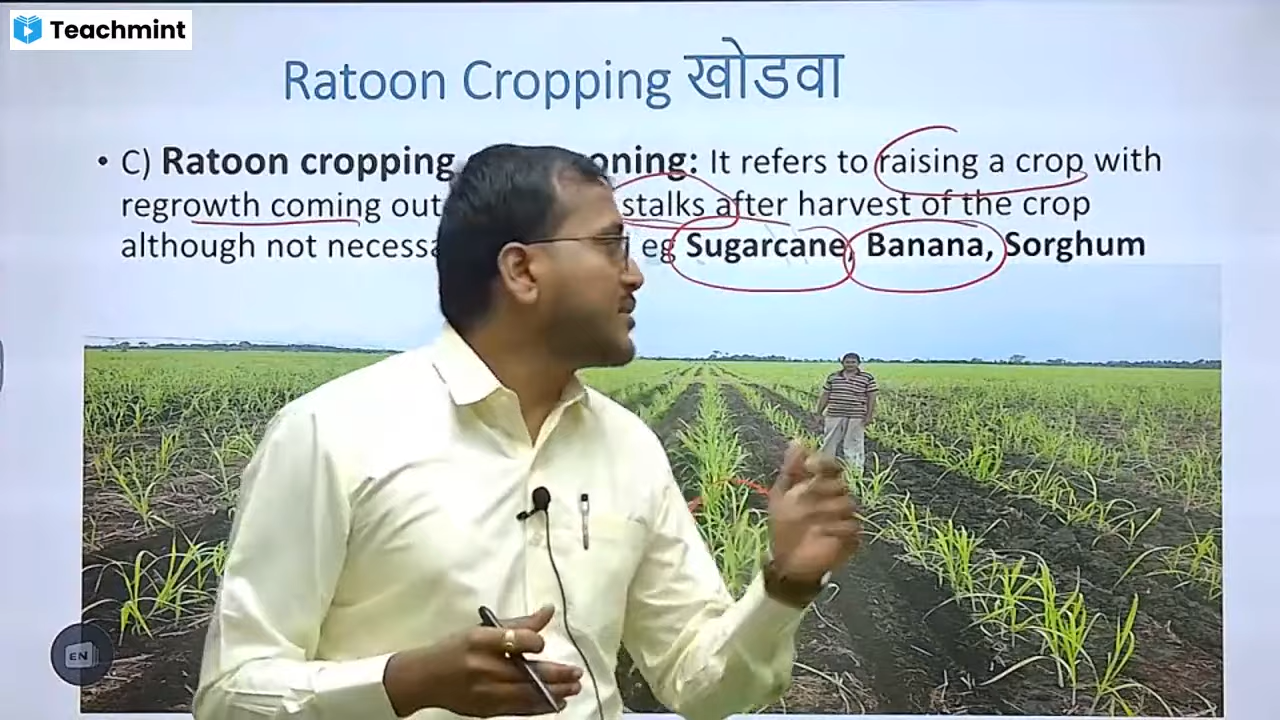 Teachmint
Ratoon Cropping खोडवा
• C) Ratoon cropping oning: It refers to raising a crop with
regrowth coming out stalks after harvest of the crop
although not necessa eg Sugarcane, Banana, Sorghum
EN